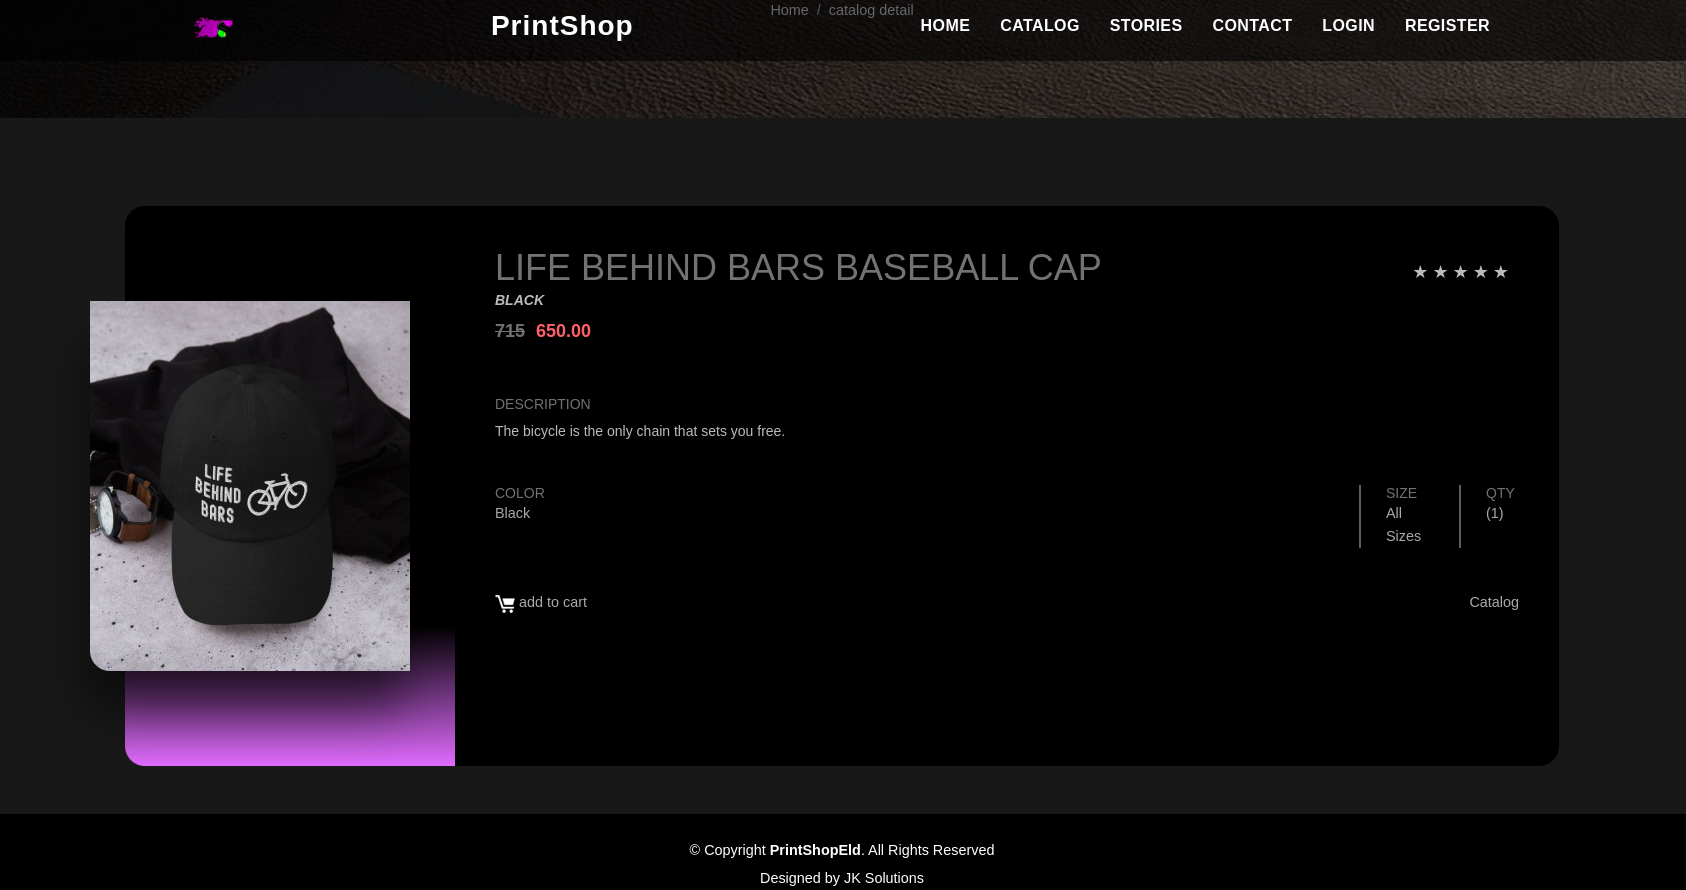 Home / catalog detail
PrintShop
HOME CATALOG STORIES CONTACT LOGIN REGISTER
LIFE BEHIND BARS BASEBALL CAP
★ ★ ★ ★ ★
BLACK
715 650.00
DESCRIPTION
The bicycle is the only chain that sets you free.
LIFE
BEHIND
BARS
COLOR
Black
SIZE
All
Sizes
QTY
(1)
add to cart
Catalog
© Copyright PrintShopEld. All Rights Reserved
Designed by JK Solutions